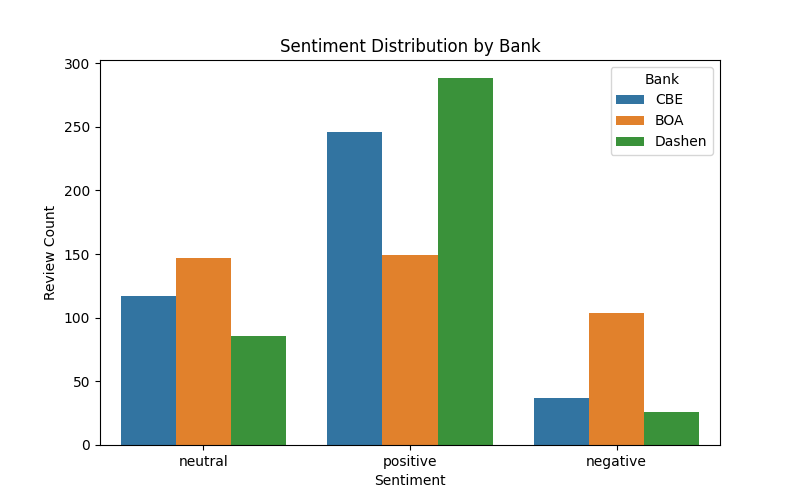 Sentiment Distribution by Bank
Review Count
300
250
200
150
100
50
0
Bank
CBE
BOA
Dashen
neutral
positive
negative
Sentiment